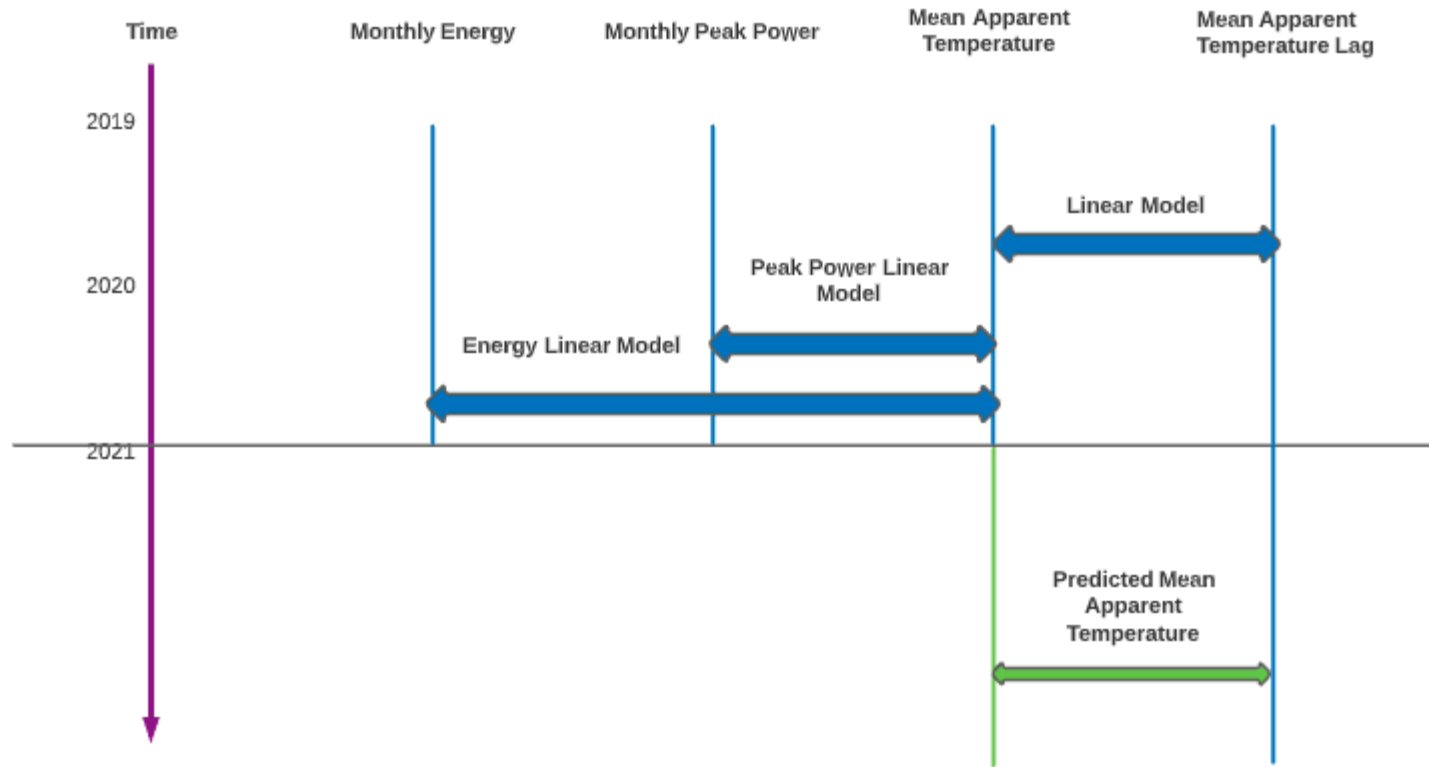 Time
Monthly Energy
Monthly Peak Power
Mean Apparent
Temperature
Mean Apparent
Temperature Lag
2019
Linear Model
Peak Power Linear
Model
2020
Energy Linear Model
2021
Predicted Mean
Apparent
Temperature